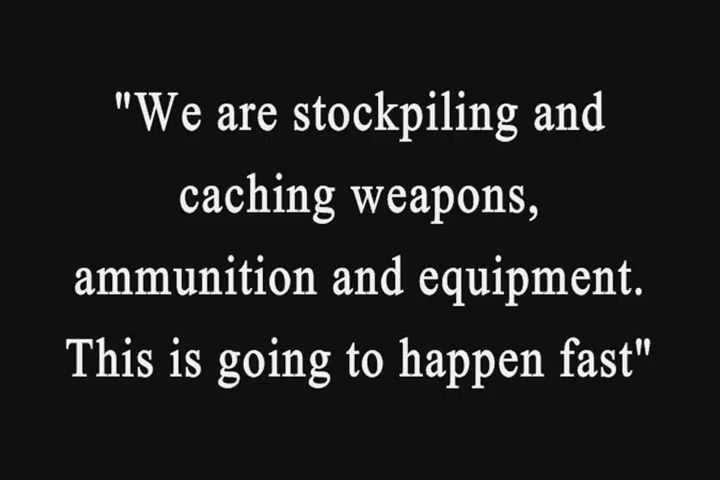 "We are stockpiling and
caching weapons,
ammunition and equipment.
This is going to happen fast"